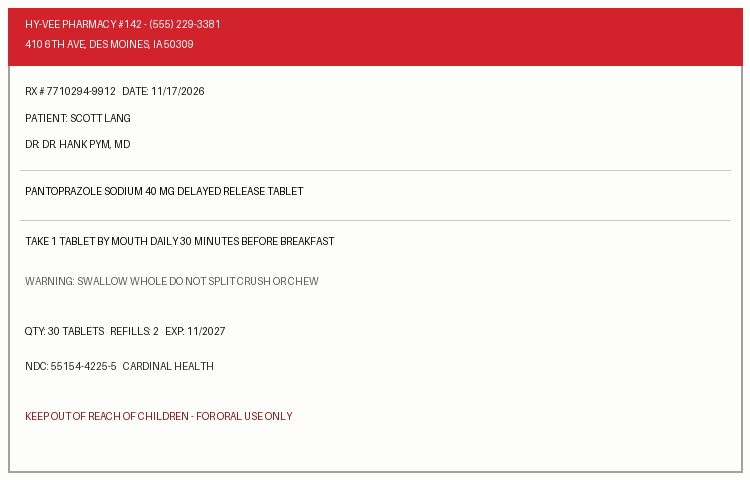 HY-VEE PHARMACY #142 - (555) 229-3381
410 6TH AVE, DES MOINES, IA 50309
RX # 7710294-9912 DATE: 11/17/2026
PATIENT: SCOTT LANG
DR: DR. HANK PYM, MD
PANTOPRAZOLE SODIUM 40 MG DELAYED RELEASE TABLET
TAKE 1 TABLET BY MOUTH DAILY 30 MINUTES BEFORE BREAKFAST
WARNING: SWALLOW WHOLE DO NOT SPLIT CRUSH OR CHEW
QTY: 30 TABLETS REFILLS: 2 EXP: 11/2027
NDC: 55154-4225-5 CARDINAL HEALTH
KEEP OUT OF REACH OF CHILDREN - FOR ORAL USE ONLY